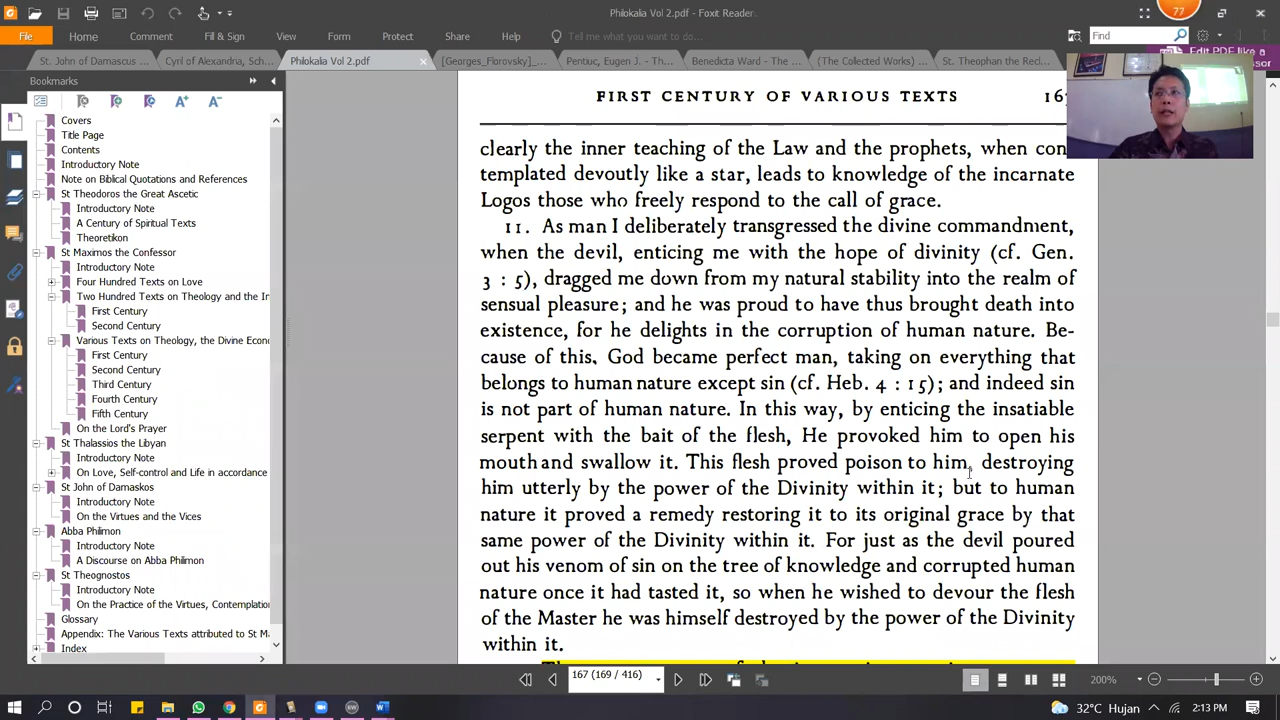 Philokalia Vol 2.pdf - Foxit Reader
77
File
Home
Comment
Fill & Sign
View
Form
Protect
Share
Help
Tell me what you want to do...
Find
Edit PDF like a
St. John of Damascus ...
Cyril of Alexandria, Sch...
Philokalia Vol 2.pdf
[Georges_Florovsky]_...
Pentiuc, Eugen J. - Th...
Benedicta Ward - The ...
(The Collected Works) ...
St. Theophan the Recl...
Bookmarks
Covers
Title Page
Contents
Introductory Note
Note on Biblical Quotations and References
St Theodoros the Great Ascetic
Introductory Note
A Century of Spiritual Texts
Theoretikon
St Maximos the Confessor
Introductory Note
Four Hundred Texts on Love
Two Hundred Texts on Theology and the In
First Century
Second Century
Various Texts on Theology, the Divine Econ
First Century
Second Century
Third Century
Fourth Century
Fifth Century
On the Lord's Prayer
St Thalassios the Libyan
Introductory Note
On Love, Self-control and Life in accordance
St John of Damaskos
Introductory Note
On the Virtues and the Vices
Abba Philimon
Introductory Note
A Discourse on Abba Philimon
St Theognostos
Introductory Note
On the Practice of the Virtues, Contemplation
Glossary
Appendix: The Various Texts attributed to St Ma
Index
FIRST CENTURY OF VARIOUS TEXTS 16
clearly the inner teaching of the Law and the prophets, when con
templated devoutly like a star, leads to knowledge of the incarnate
Logos those who freely respond to the call of grace.
11. As man I deliberately transgressed the divine commandment,
when the devil, enticing me with the hope of divinity (cf. Gen.
3 : 5), dragged me down from my natural stability into the realm of
sensual pleasure; and he was proud to have thus brought death into
existence, for he delights in the corruption of human nature. Be-
cause of this, God became perfect man, taking on everything that
belongs to human nature except sin (cf. Heb. 4 : 15); and indeed sin
is not part of human nature. In this way, by enticing the insatiable
serpent with the bait of the flesh, He provoked him to open his
mouth and swallow it. This flesh proved poison to him, destroying
him utterly by the power of the Divinity within it; but to human
nature it proved a remedy restoring it to its original grace by that
same power of the Divinity within it. For just as the devil poured
out his venom of sin on the tree of knowledge and corrupted human
nature once it had tasted it, so when he wished to devour the flesh
of the Master he was himself destroyed by the power of the Divinity
within it.
167 (169 / 416)
200%
32°C Hujan
2:13 PM